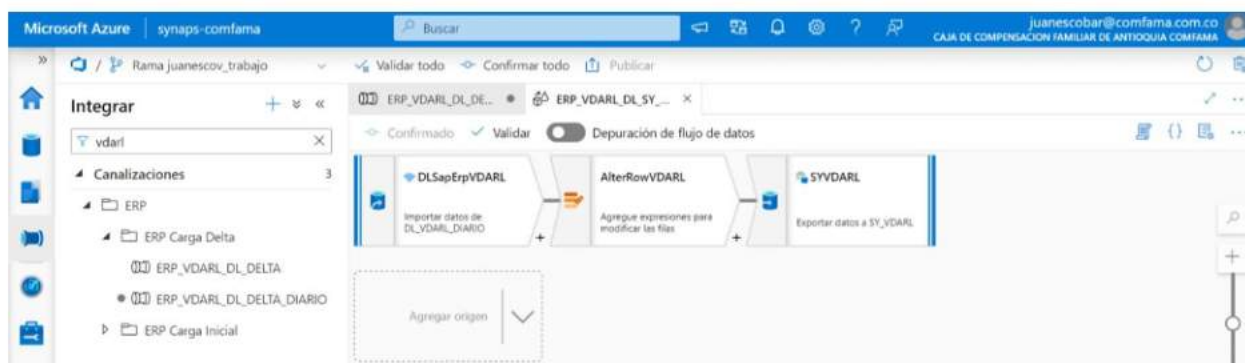 Microsoft Azure | synaps-comfama
Buscar
juanescobar@comfama.com.co
CAJA DE COMPENSACION FAMILIAR DE ANTIOQUIA COMFAMA
/ Rama juanescov_trabajo
Validar todo
Confirmar todo
Publicar
Integrar
vdarl
Canalizaciones 3
ERP
ERP Carga Delta
ERP_VDARL_DL_DELTA
ERP_VDARL_DL_DELTA_DIARIO
ERP Carga Inicial
ERP_VDARL_DL_DE...
ERP_VDARL_DL_SY_...
Confirmado
Validar
Depuración de flujo de datos
DLSapErpVDARL
Importar datos de
DL_VDARL_DIARIO
AlterRowVDARL
Agregue expresiones para
modificar las filas
SYVDARL
Exportar datos a SY_VDARL
Agregar origen